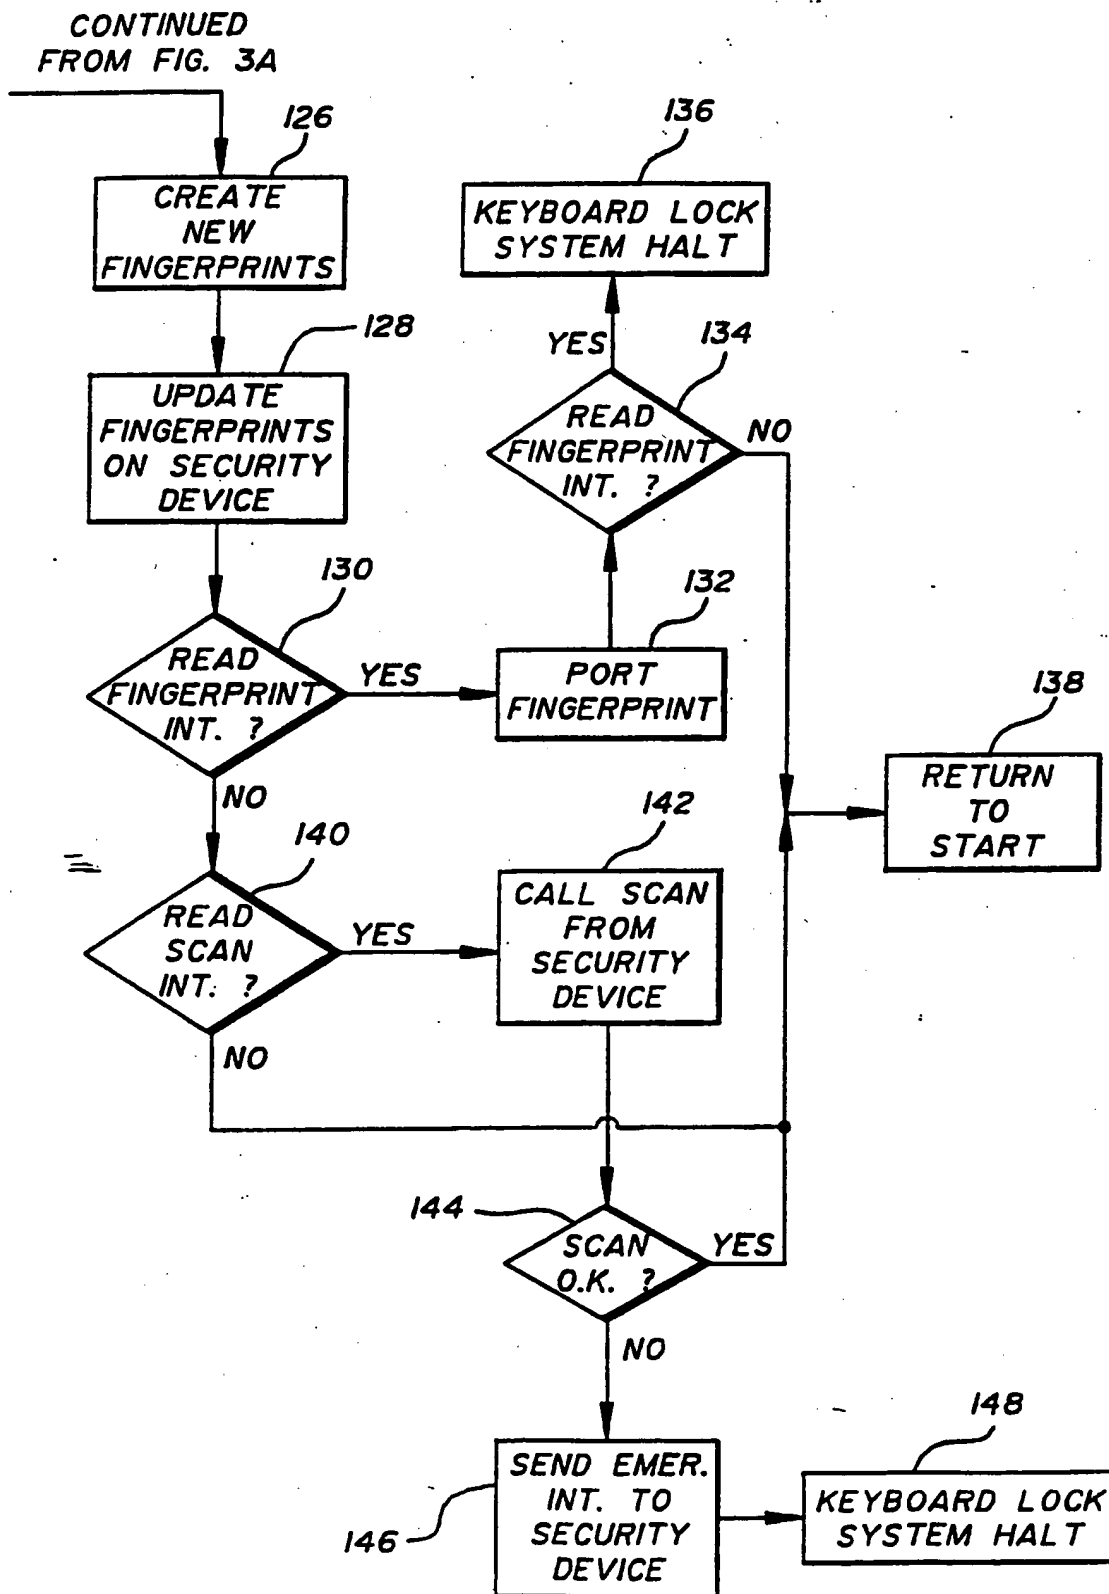 CONTINUED
FROM FIG. 3A
126
CREATE
NEW
FINGERPRINTS
128
UPDATE
FINGERPRINTS
ON SECURITY
DEVICE
130
READ
FINGERPRINT
INT. ?
YES
NO
132
PORT
FINGERPRINT
134
READ
FINGERPRINT
INT. ?
YES
NO
136
KEYBOARD LOCK
SYSTEM HALT
138
RETURN
TO
START
140
READ
SCAN
INT. ?
YES
NO
142
CALL SCAN
FROM
SECURITY
DEVICE
144
SCAN
O.K. ?
YES
NO
146
SEND EMER.
INT. TO
SECURITY
DEVICE
148
KEYBOARD LOCK
SYSTEM HALT